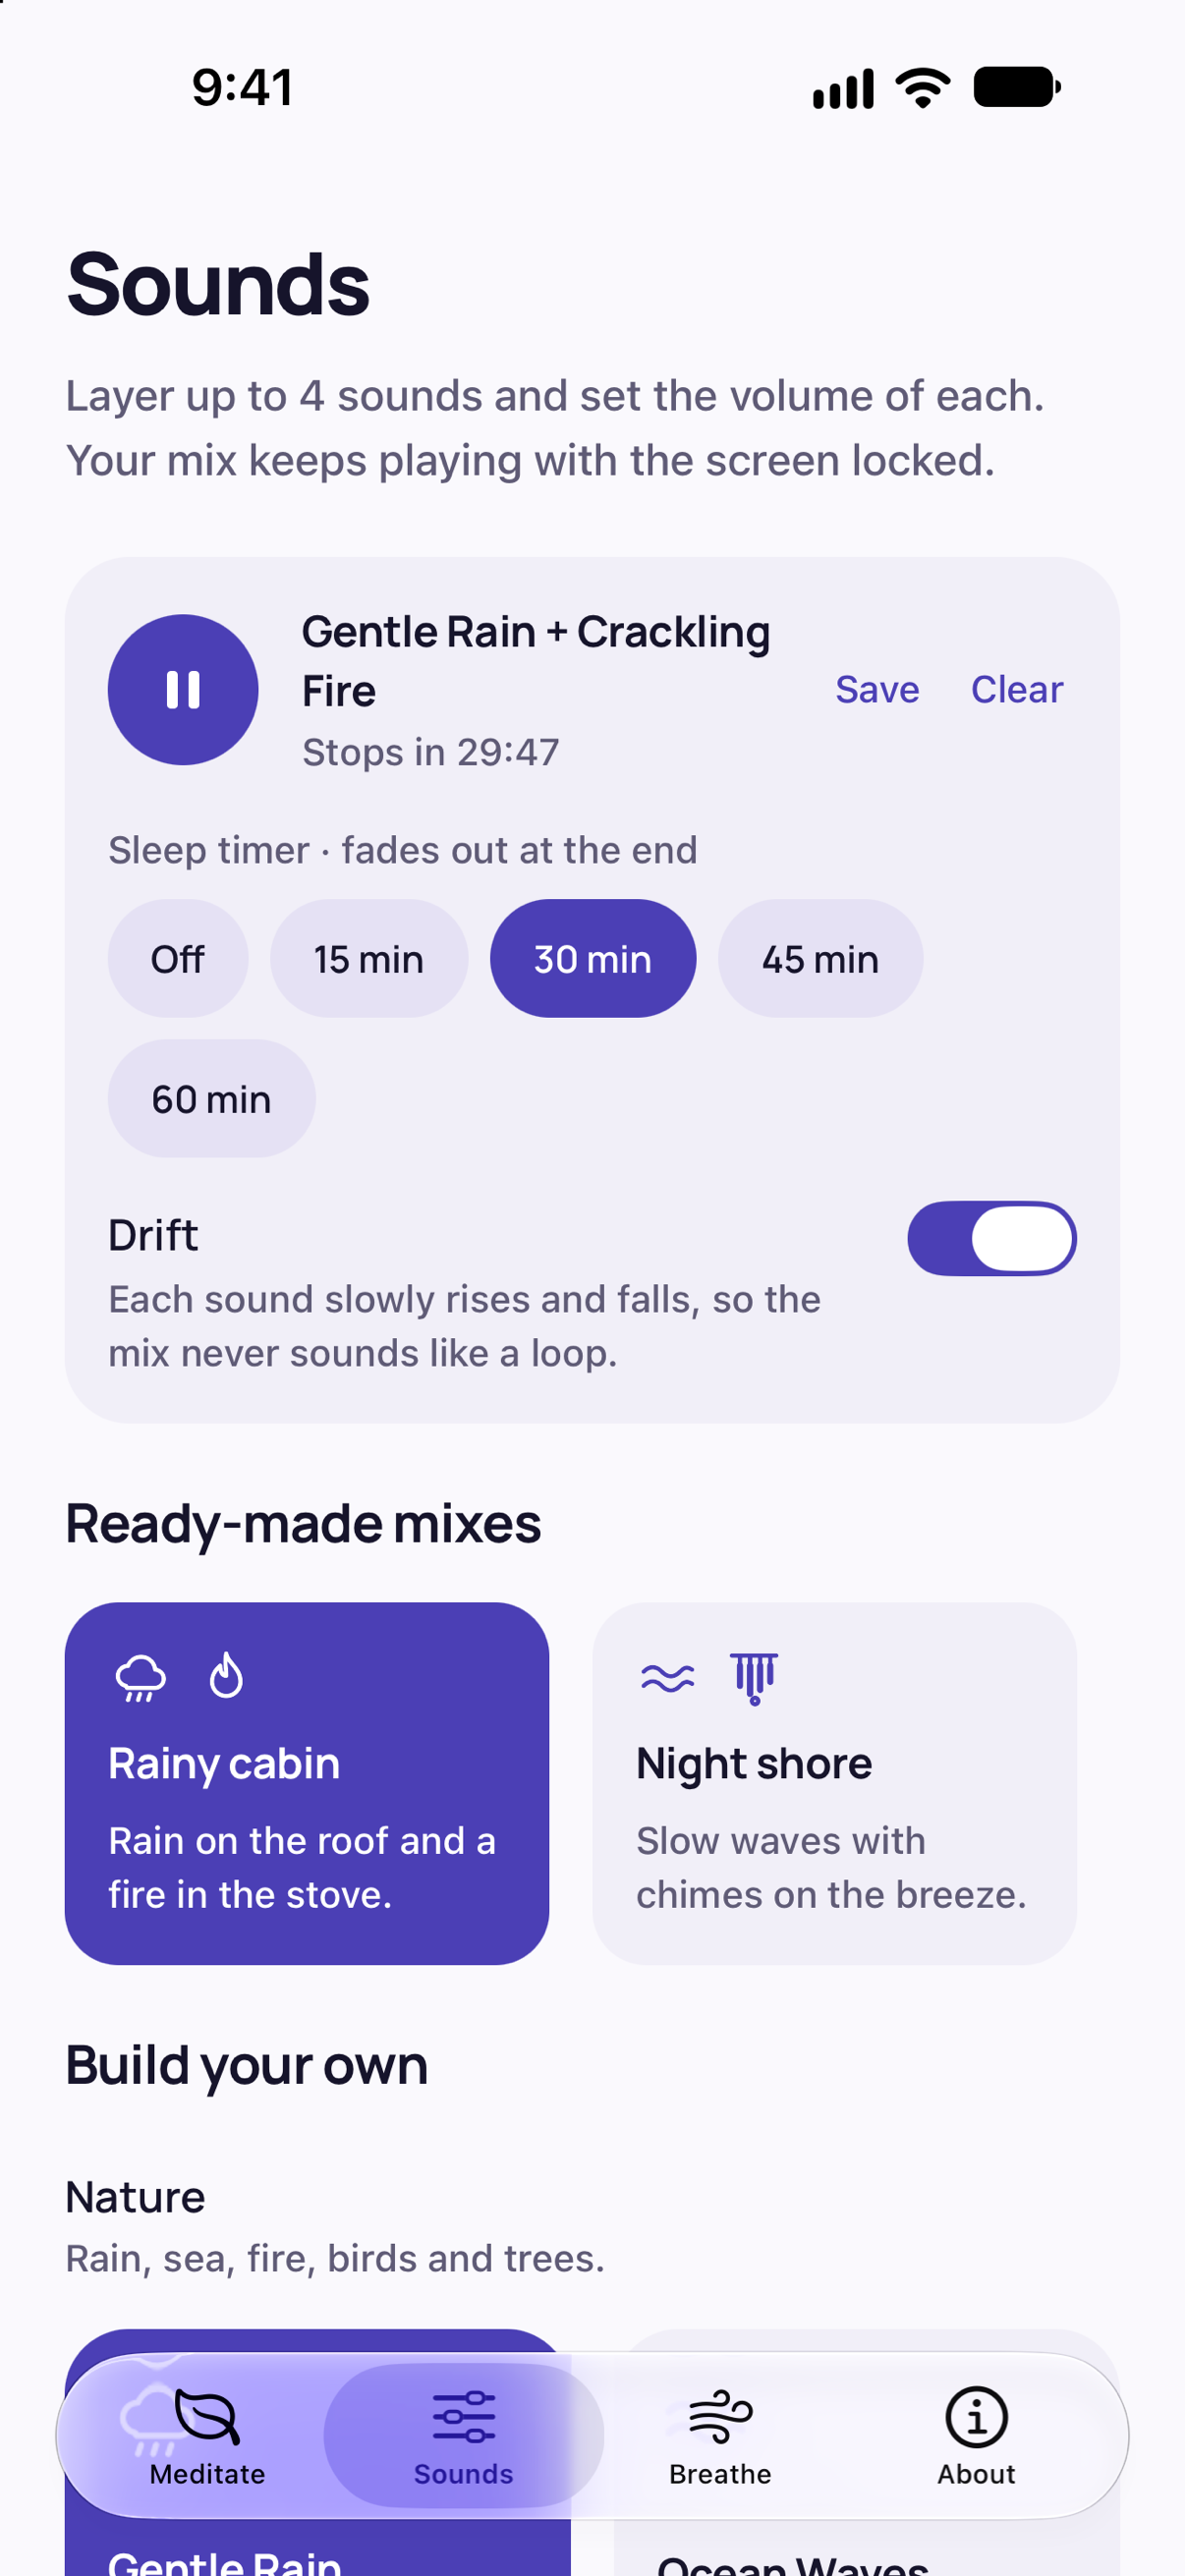 9:41
Sounds
Layer up to 4 sounds and set the volume of each.
Your mix keeps playing with the screen locked.
Gentle Rain + Crackling
Fire
Save
Clear
Stops in 29:47
Sleep timer · fades out at the end
Off
15 min
30 min
45 min
60 min
Drift
Each sound slowly rises and falls, so the
mix never sounds like a loop.
Ready-made mixes
Rainy cabin
Rain on the roof and a
fire in the stove.
Night shore
Slow waves with
chimes on the breeze.
Build your own
Nature
Rain, sea, fire, birds and trees.
Meditate
Sounds
Breathe
About
Gentle Rain
Ocean Waves